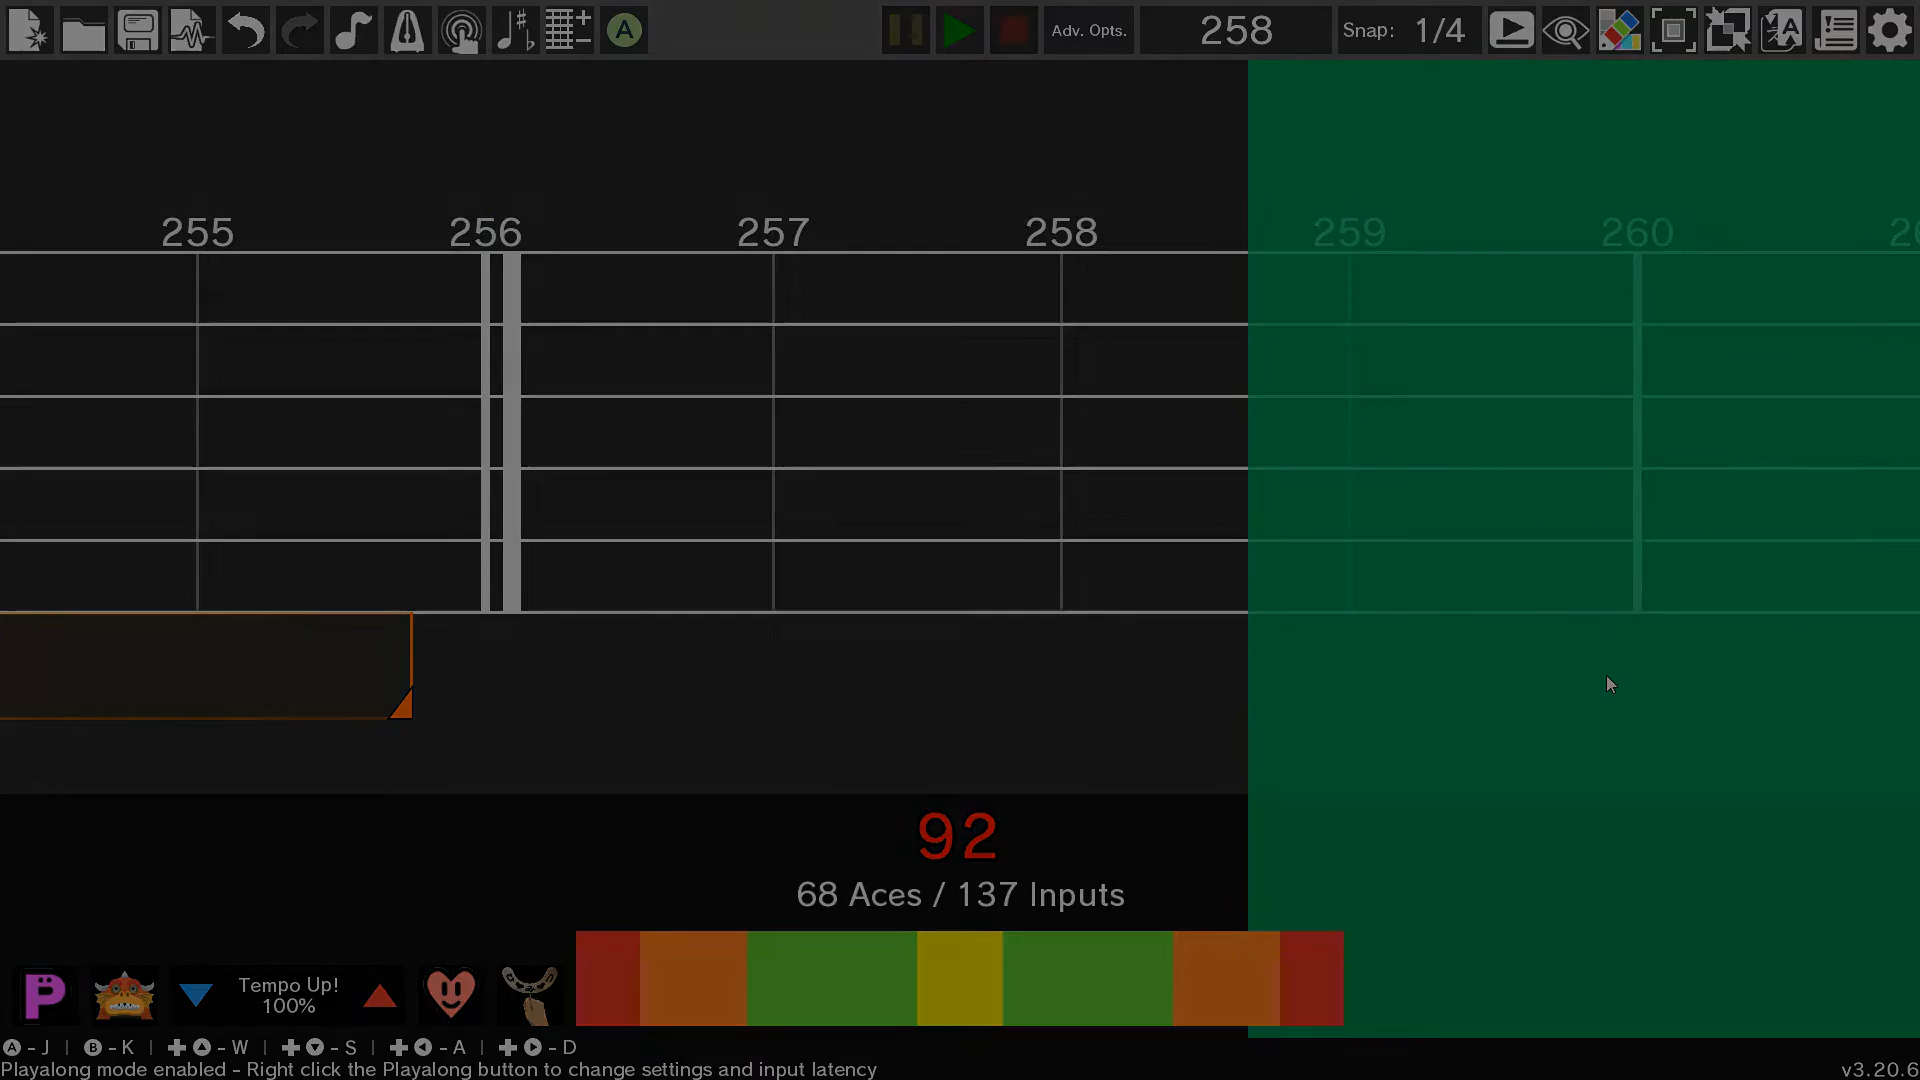 A
Adv. Opts.
258
Snap: 1/4
A
255 256 257 258 259 260
92
68 Aces / 137 Inputs
P
Tempo Up!
100%
A - J | B - K | - W | - S | - A | - D
Playalong mode enabled - Right click the Playalong button to change settings and input latency
v3.20.6